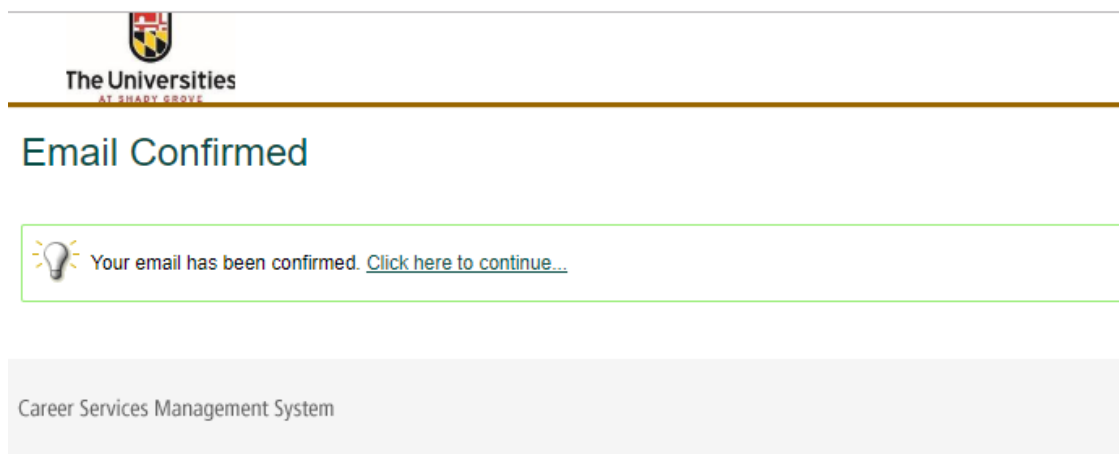 The Universities
AT SHADY GROVE
Email Confirmed
Your email has been confirmed. Click here to continue...
Career Services Management System